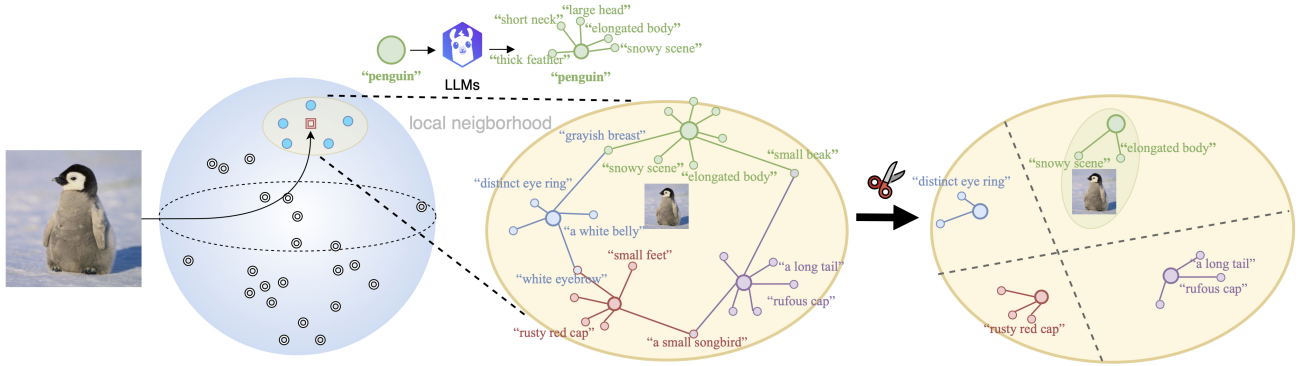 “large head”
“short neck”
“elongated body”
“snowy scene”
“thick feather”
“penguin”
LLMs
“penguin”
local neigborhood
“grayish breast”
“small beak”
“snowy scene”
“elongated body”
“distinct eye ring”
“a white belly”
“white eyebrow”
“small feet”
“a long tail”
“rufous cap”
“rusty red cap”
“a small songbird”
“elongated body”
“snowy scene”
“distinct eye ring”
“a long tail”
“rufous cap”
“rusty red cap”